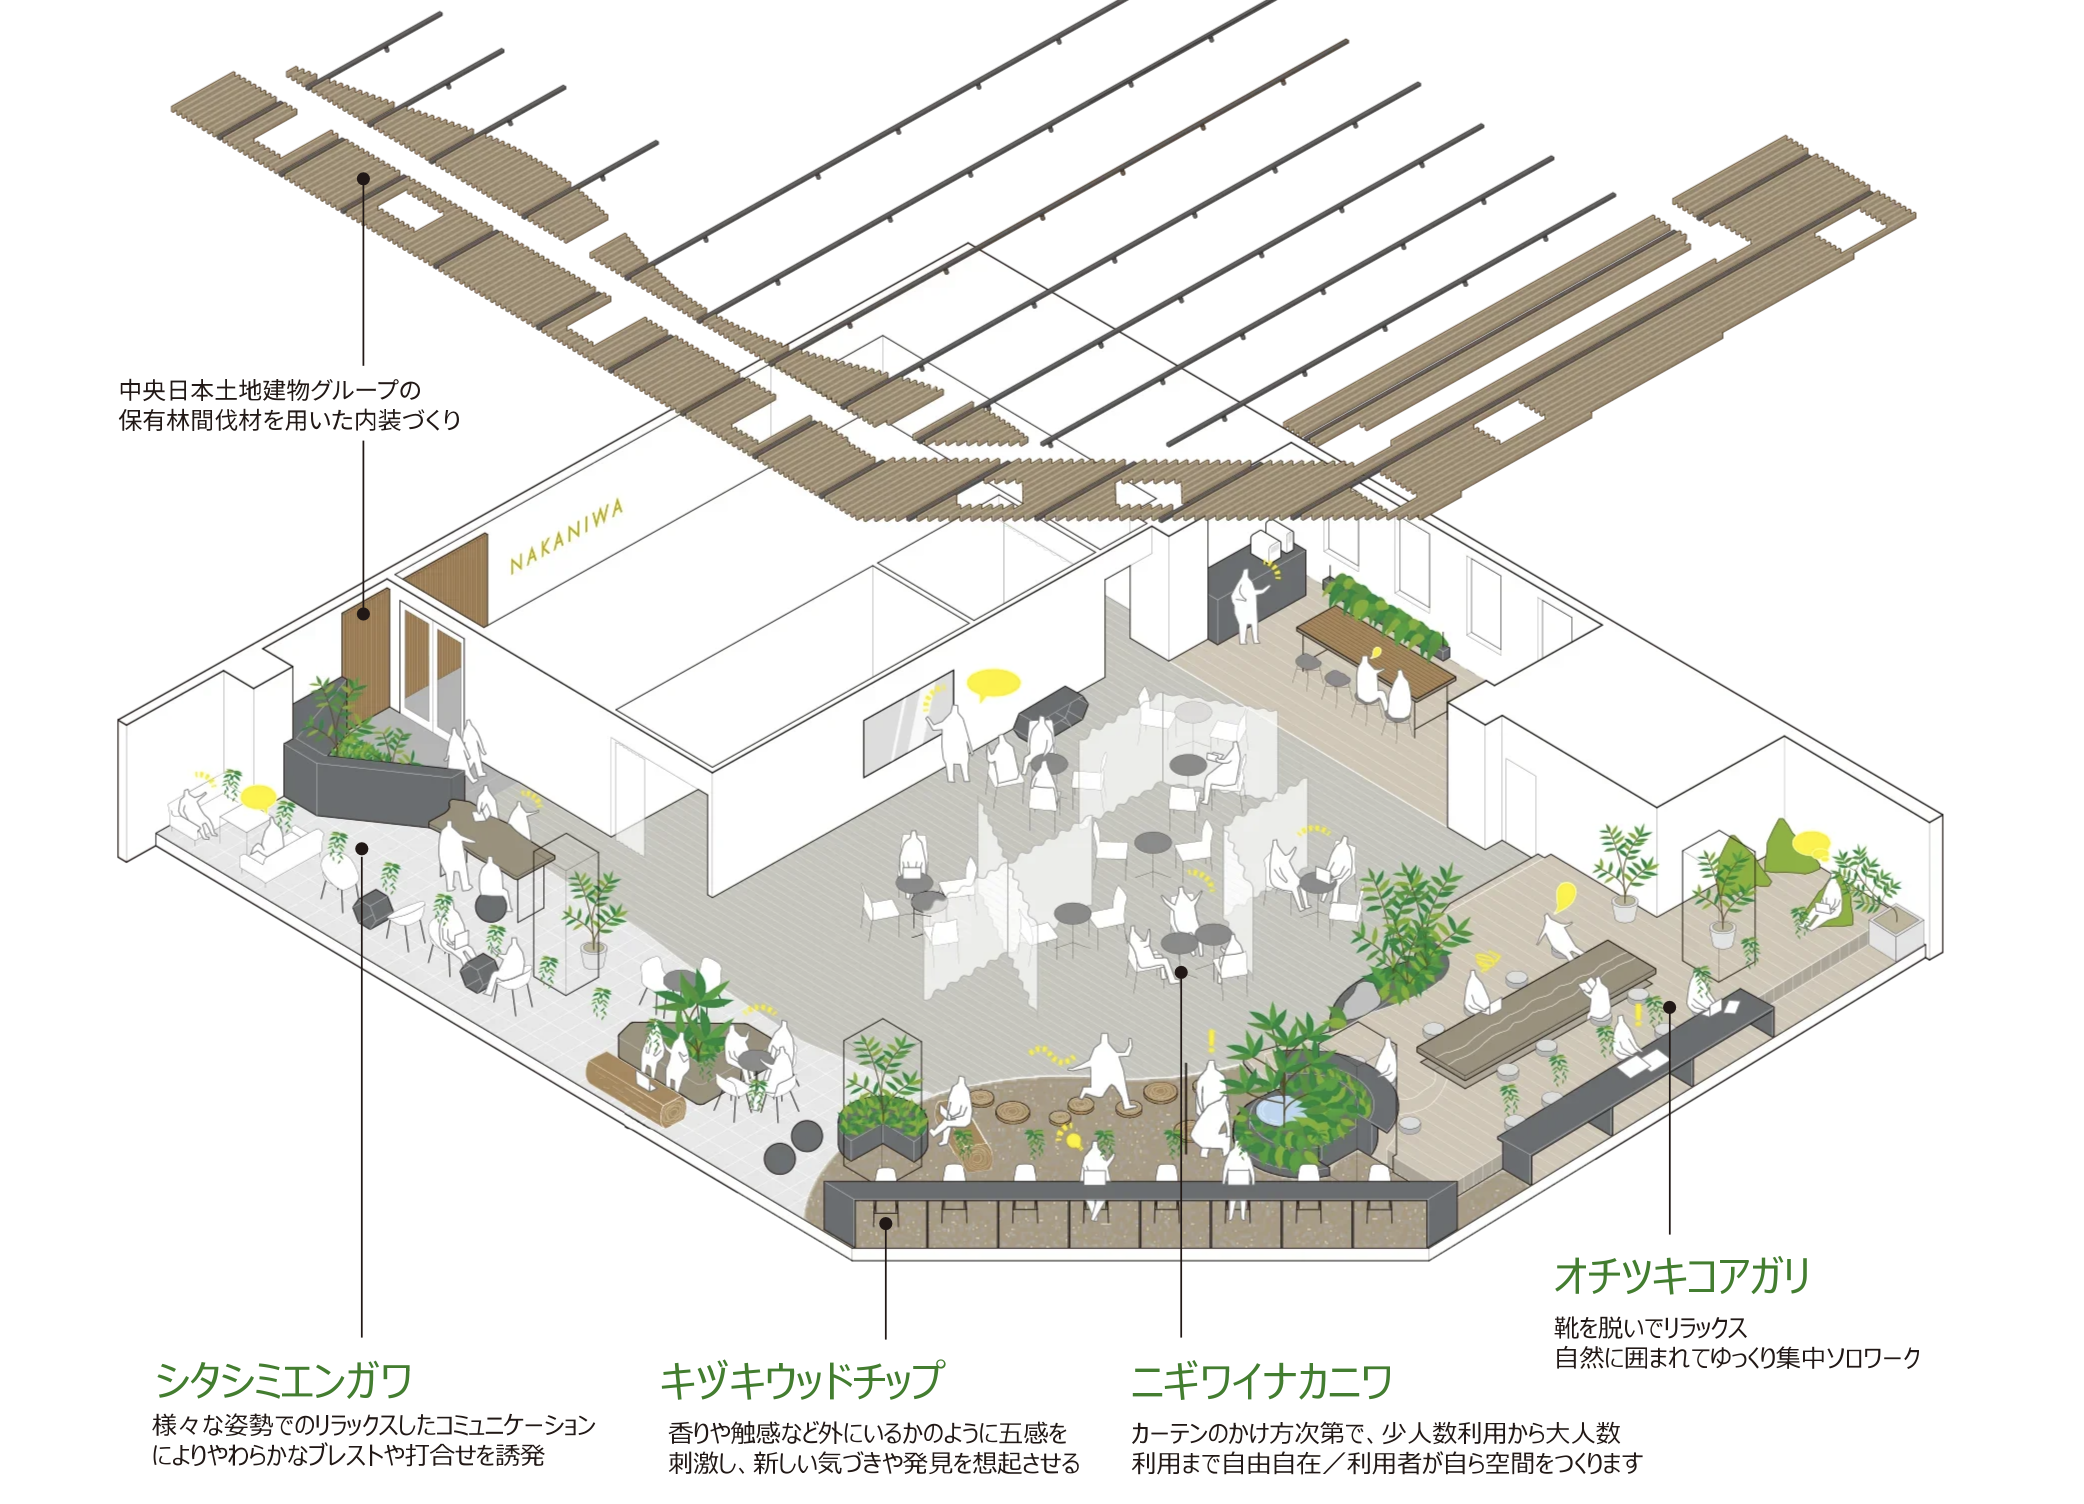 中央日本土地建物グループの
保有林間伐材を用いた内装づくり
NAKANIWA
オチツキコアガリ
靴を脱いでリラックス
自然に囲まれてゆっくり集中ソロワーク
シタシミエンガワ
様々な姿勢でのリラックスしたコミュニケーション
によりやわらかなブレストや打合せを誘発
キヅキウッドチップ
香りや触感など外にいるかのように五感を
刺激し、新しい気づきや発見を想起させる
ニギワイナカニワ
カーテンのかけ方次第で、少人数利用から大人数
利用まで自由自在／利用者が自ら空間をつくります